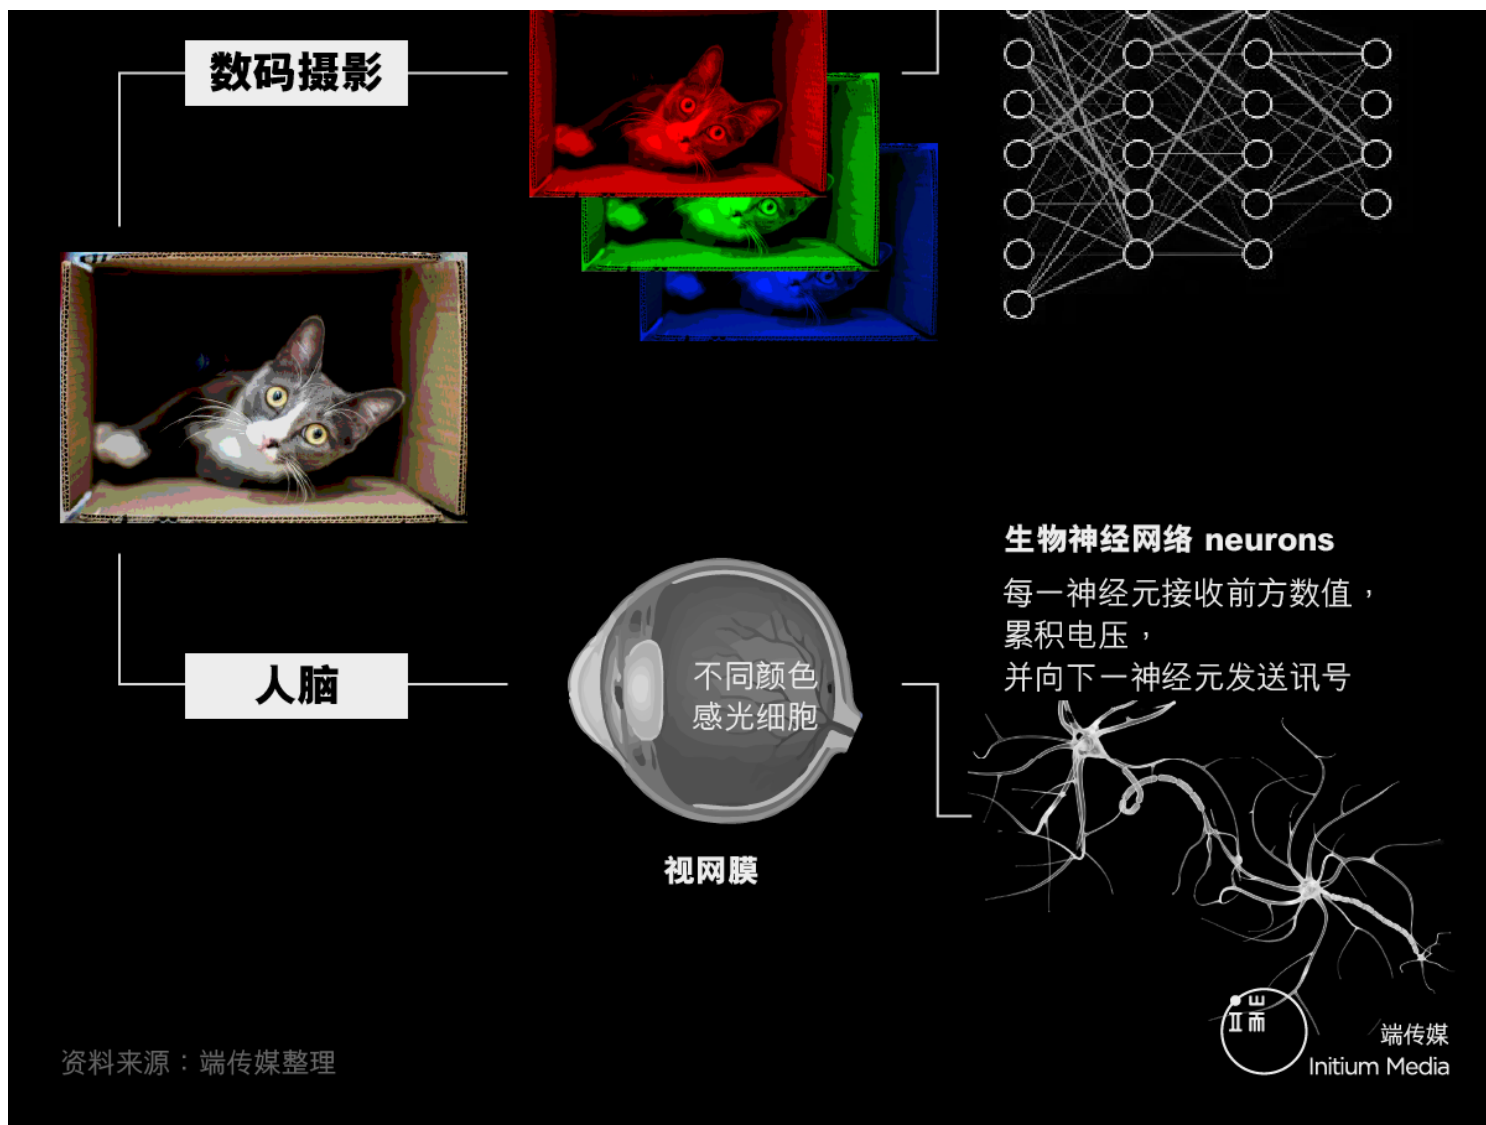 数码摄影
生物神经网络 neurons
每一神经元接收前方数值，
累积电压，
并向下一神经元发送讯号
人脑
不同颜色
感光细胞
视网膜
资料来源：端传媒整理
端
端传媒
Initium Media